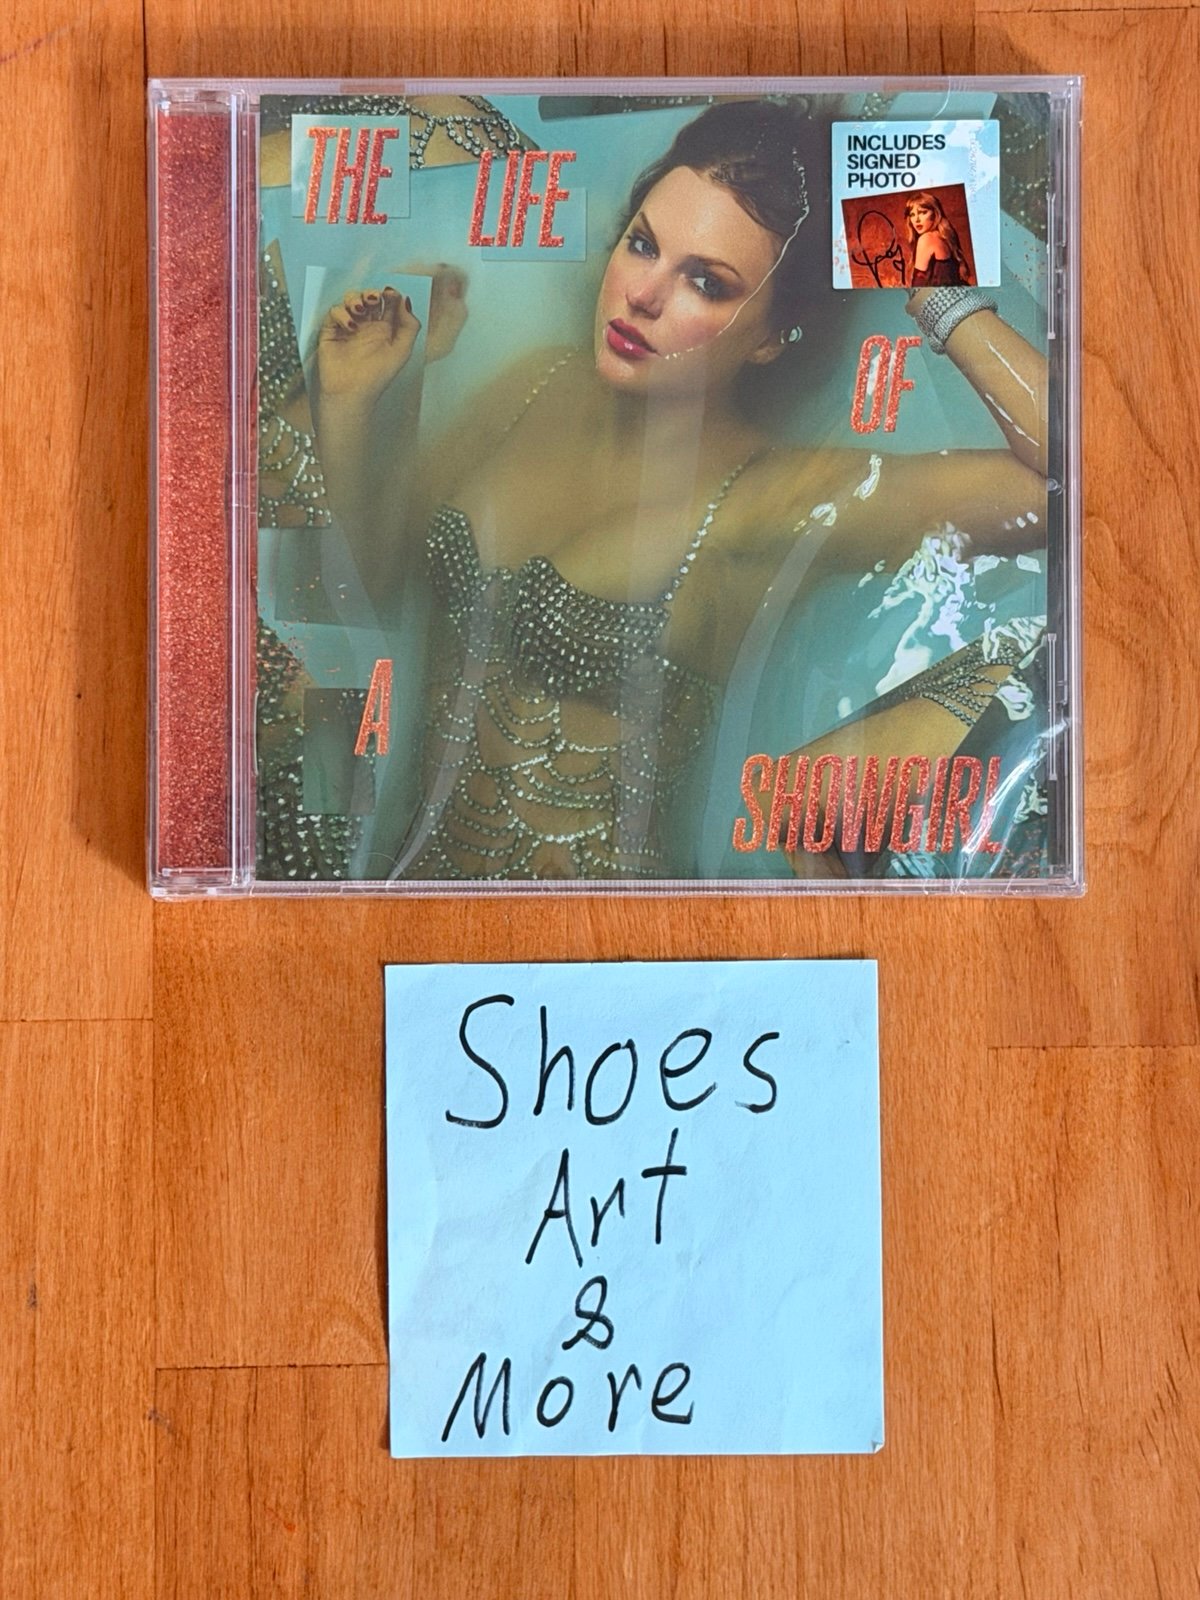 THE
LIFE
INCLUDES
SIGNED
PHOTO
OF
A
SHOWGIRL
Shoes
Art
&
More